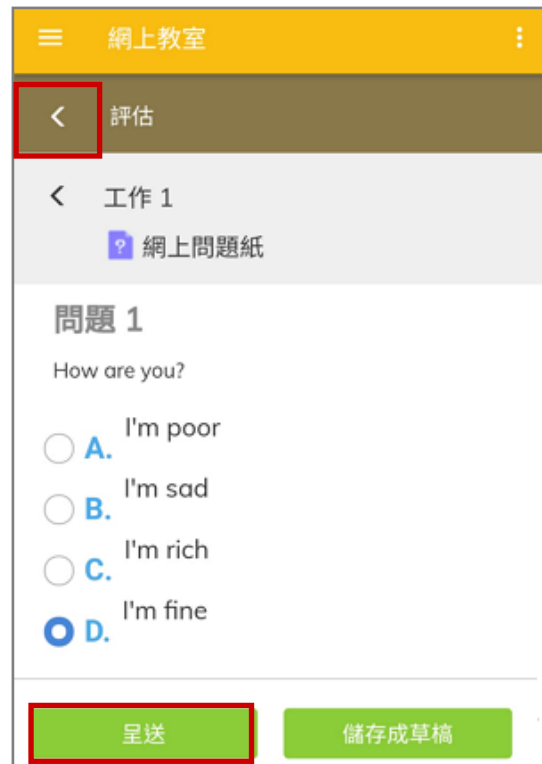 網上教室
評估
工作 1
網上問題紙
問題 1
How are you?
A. I'm poor
B. I'm sad
C. I'm rich
D. I'm fine
呈送 儲存成草槁